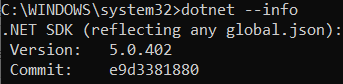 C:\WINDOWS\system32>dotnet --info
.NET SDK (reflecting any global.json):
 Version:   5.0.402
 Commit:    e9d3381880